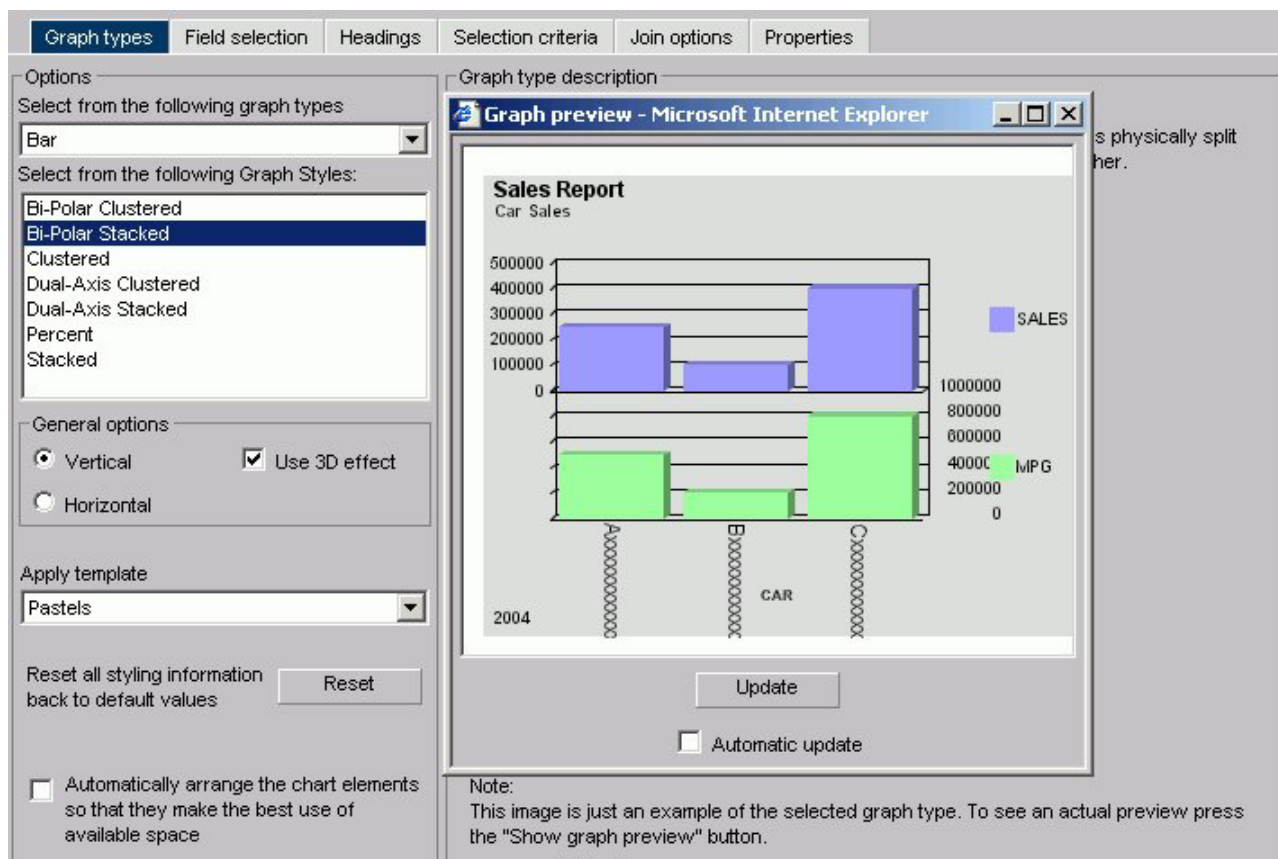 Graph types Field selection Headings Selection criteria Join options Properties
Options
Select from the following graph types
Bar
Select from the following Graph Styles:
Bi-Polar Clustered
Bi-Polar Stacked
Clustered
Dual-Axis Clustered
Dual-Axis Stacked
Percent
Stacked
General options
Vertical
Use 3D effect
Horizontal
Apply template
Pastels
Reset all styling information
back to default values
Reset
Automatically arrange the chart elements
so that they make the best use of
available space
Graph type description
s physically split
her.
Graph preview - Microsoft Internet Explorer
Sales Report
Car Sales
500000
400000
300000
200000
100000
0
SALES
1000000
800000
600000
40000
200000
0
MPG
CAR
2004
Update
Automatic update
Note:
This image is just an example of the selected graph type. To see an actual preview press
the "Show graph preview" button.